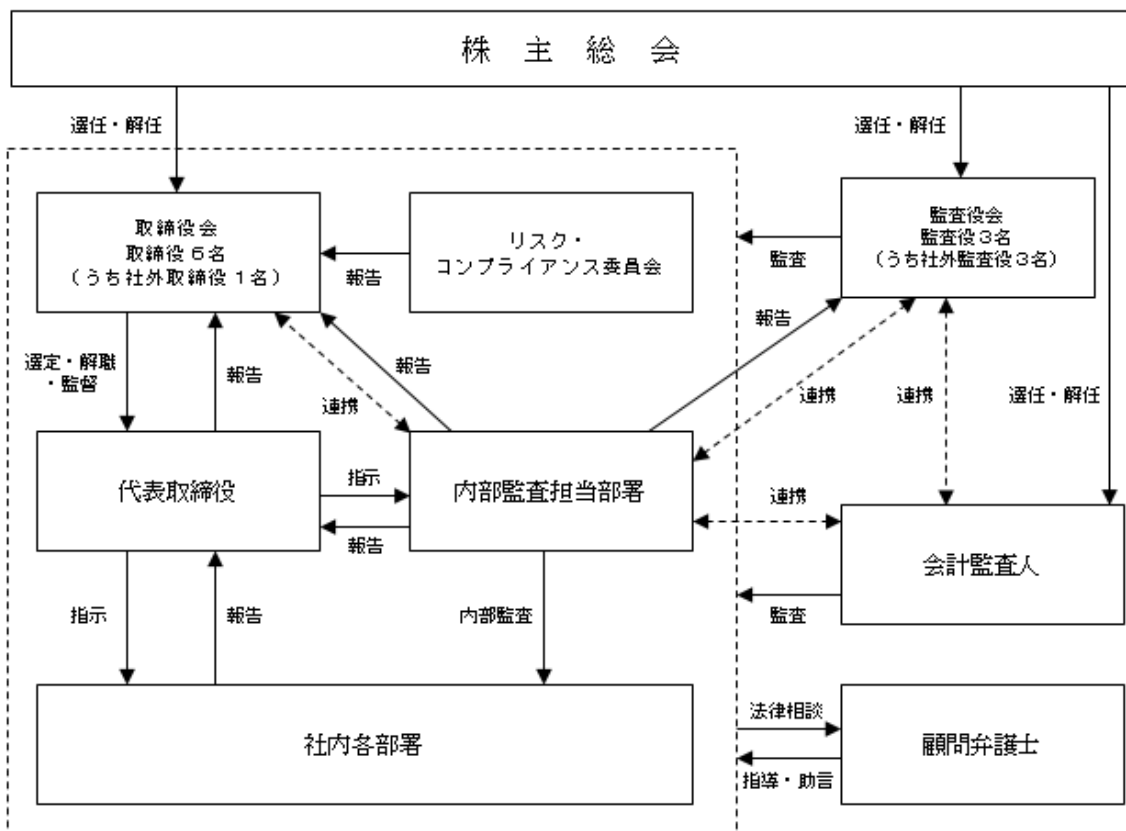 株主総会
選任・解任
選任・解任
取締役会
取締役6名
(うち社外取締役1名)
報告
リスク・
コンプライアンス委員会
監査
監査役会
監査役3名
(うち社外監査役3名)
選定・解職
・監督
報告
報告
連携
報告
連携
連携
選任・解任
代表取締役
指示
報告
内部監査担当部署
連携
会計監査人
指示
報告
内部監査
監査
社内各部署
法律相談
指導・助言
顧問弁護士